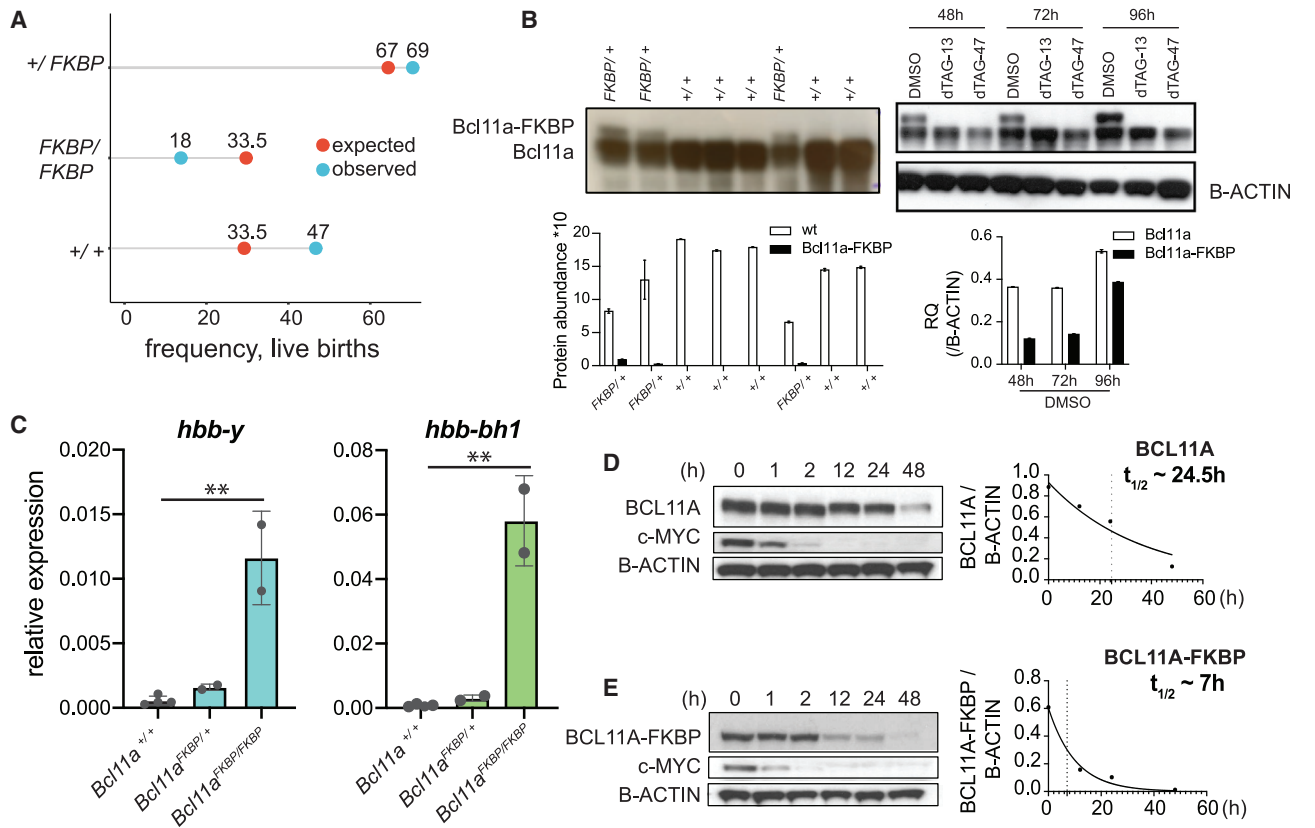 A
+/ FKBP
67
69
FKBP/
FKBP
18
33.5
expected
observed
+/ +
33.5
47
0
20
40
60
frequency, live births
B
FKBP/ +
FKBP/ +
+/ +
+/ +
+/ +
FKBP/ +
+/ +
+/ +
Bcl11a-FKBP
Bcl11a
48h
72h
96h
DMSO
dTAG-13
dTAG-47
DMSO
dTAG-13
dTAG-47
DMSO
dTAG-13
dTAG-47
B-ACTIN
Protein abundance *10
20
15
10
5
0
wt
Bcl11a-FKBP
FKBP/ +
FKBP/ +
+/ +
+/ +
+/ +
FKBP/ +
+/ +
+/ +
RQ
(/B-ACTIN)
0.6
0.4
0.2
0.0
Bcl11a
Bcl11a-FKBP
48h
72h
96h
DMSO
C
relative expression
hbb-y
**
0.020
0.015
0.010
0.005
0.000
Bcl11a+/+
Bcl11aFKBP/+
Bcl11aFKBP/FKBP
hbb-bh1
**
0.08
0.06
0.04
0.02
0.00
Bcl11a+/+
Bcl11aFKBP/+
Bcl11aFKBP/FKBP
D
(h) 0 1 2 12 24 48
BCL11A
c-MYC
B-ACTIN
BCL11A
t1/2 ~ 24.5h
BCL11A /
B-ACTIN
1.0
0.8
0.6
0.4
0.2
0.0
0 20 40 60 (h)
E
(h) 0 1 2 12 24 48
BCL11A-FKBP
c-MYC
B-ACTIN
BCL11A-FKBP
t1/2 ~ 7h
BCL11A-FKBP /
B-ACTIN
0.8
0.6
0.4
0.2
0.0
0 20 40 60 (h)